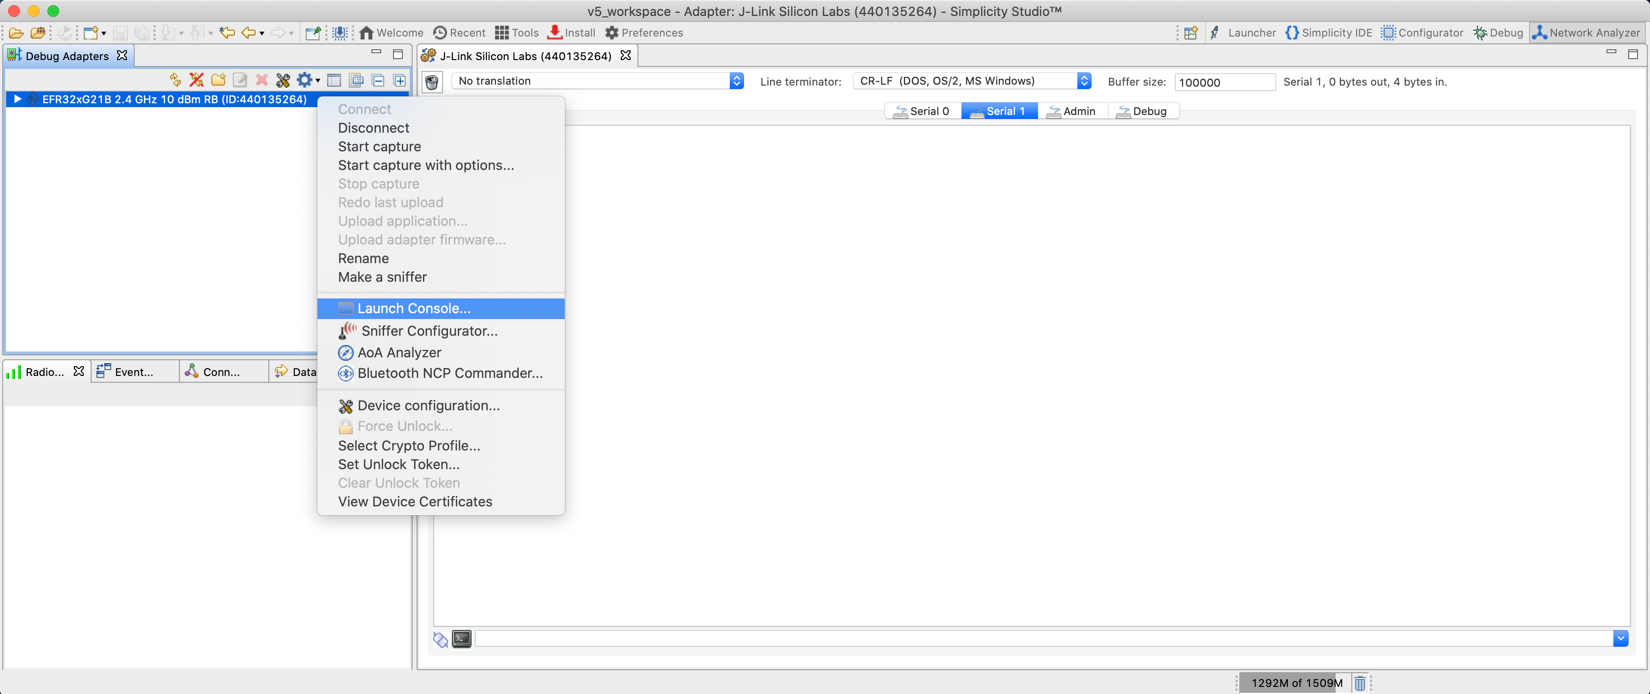 v5_workspace - Adapter: J-Link Silicon Labs (440135264) - Simplicity Studio™
Welcome Recent Tools Install Preferences Launcher Simplicity IDE Configurator Debug Network Analyzer
Debug Adapters
EFR32xG21B 2.4 GHz 10 dBm RB (ID:440135264)
J-Link Silicon Labs (440135264)
No translation Line terminator: CR-LF (DOS, OS/2, MS Windows) Buffer size: 100000 Serial 1, 0 bytes out, 4 bytes in.
Serial 0 Serial 1 Admin Debug
Connect
Disconnect
Start capture
Start capture with options...
Stop capture
Redo last upload
Upload application...
Upload adapter firmware...
Rename
Make a sniffer
Launch Console...
Sniffer Configurator...
AoA Analyzer
Bluetooth NCP Commander...
Device configuration...
Force Unlock...
Select Crypto Profile...
Set Unlock Token...
Clear Unlock Token
View Device Certificates
Radio... Event... Conn... Data
1292M of 1509M